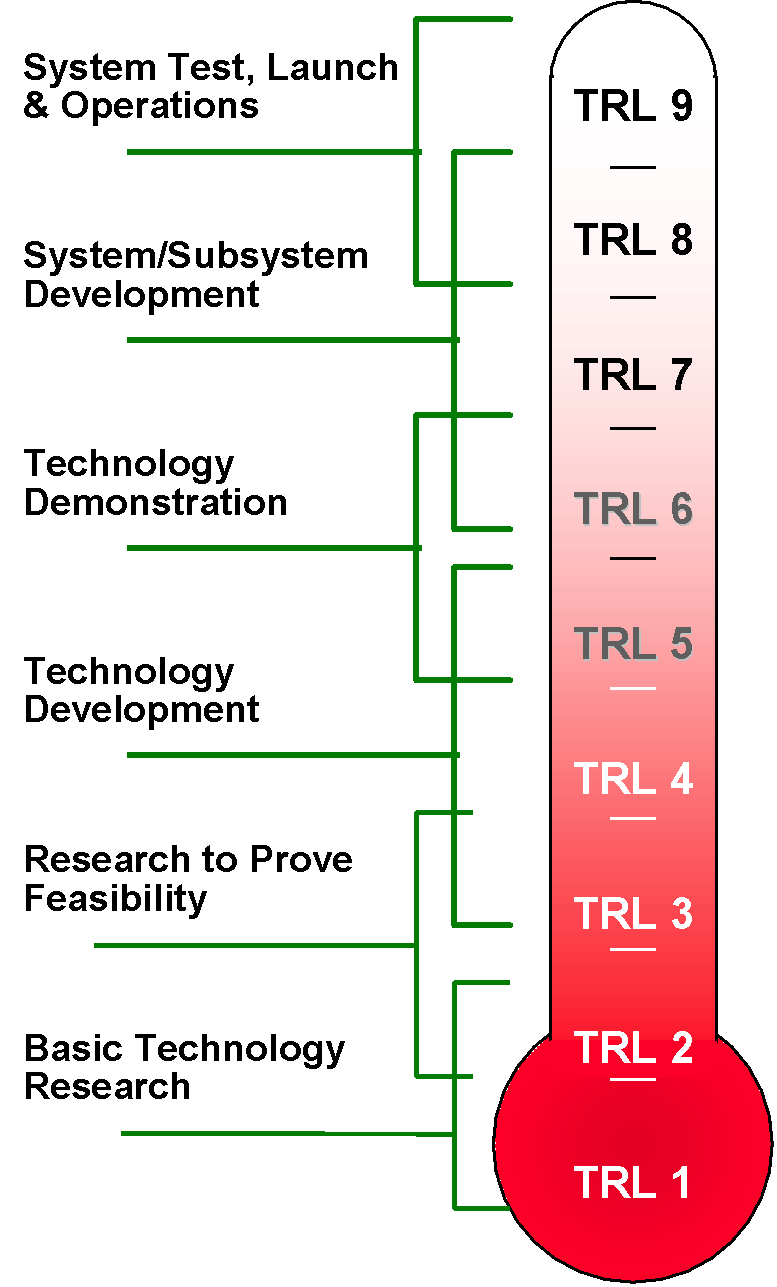 System Test, Launch
& Operations
System/Subsystem
Development
Technology
Demonstration
Technology
Development
Research to Prove
Feasibility
Basic Technology
Research
TRL 9
TRL 8
TRL 7
TRL 6
TRL 5
TRL 4
TRL 3
TRL 2
TRL 1